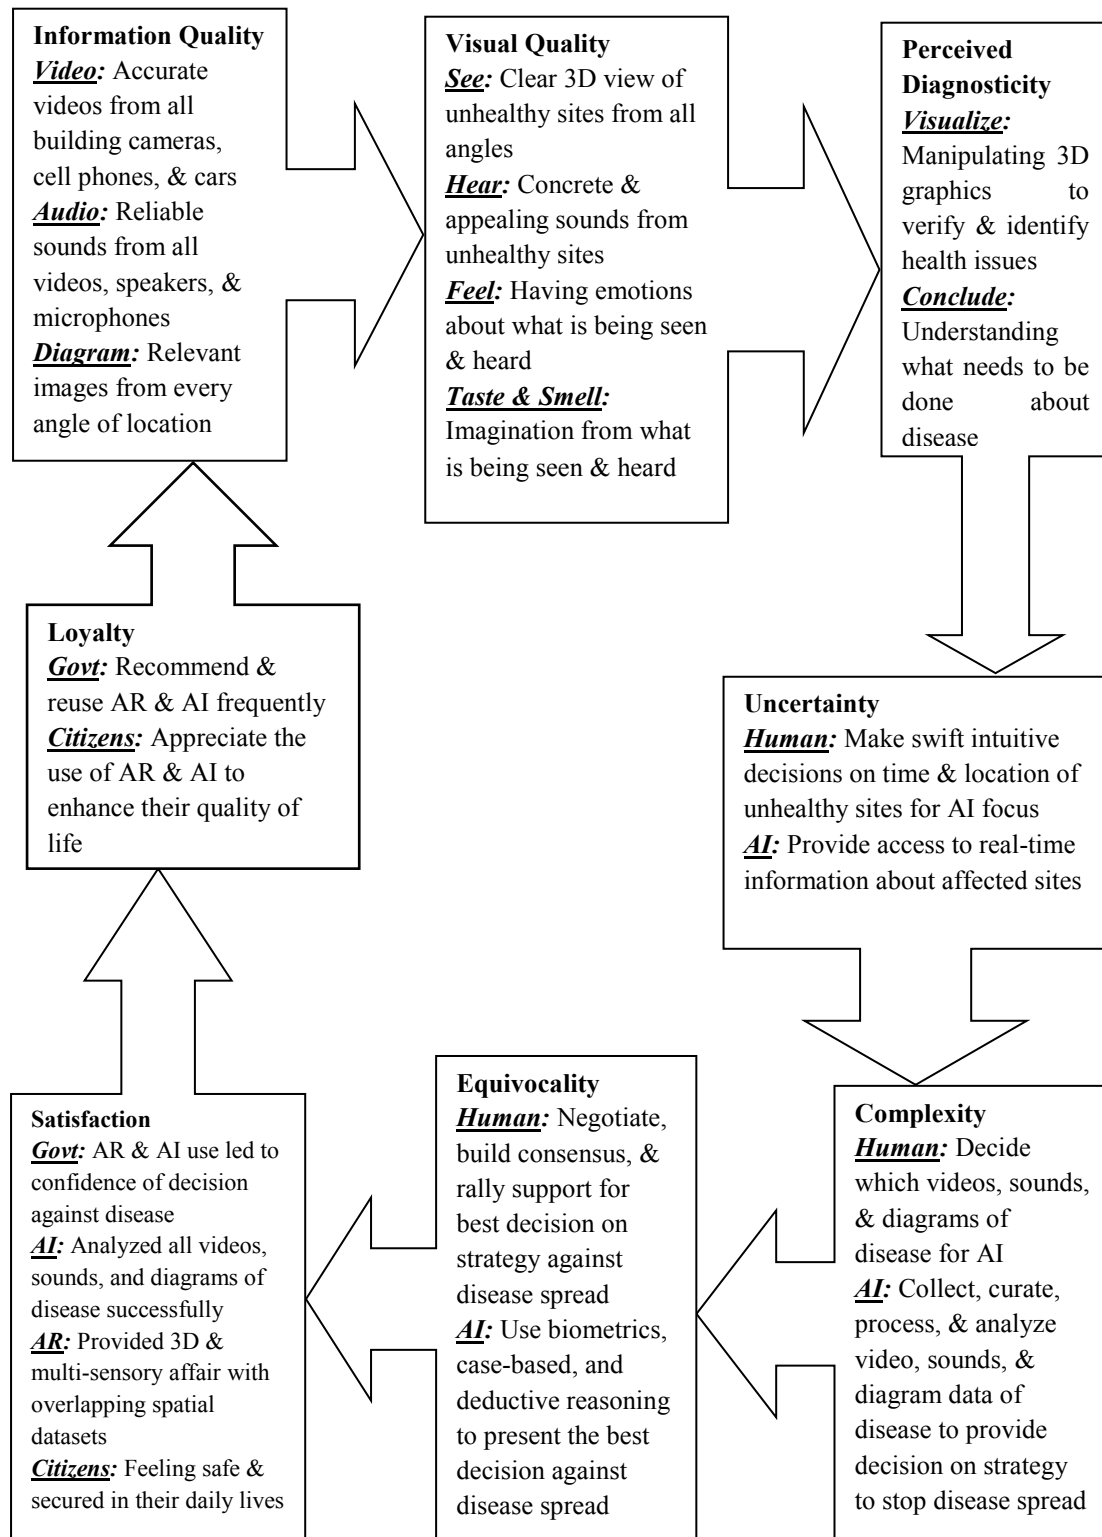 Information Quality
Video: Accurate
videos from all
building cameras,
cell phones, & cars
Audio: Reliable
sounds from all
videos, speakers, &
microphones
Diagram: Relevant
images from every
angle of location
Visual Quality
See: Clear 3D view of
unhealthy sites from all
angles
Hear: Concrete &
appealing sounds from
unhealthy sites
Feel: Having emotions
about what is being seen
& heard
Taste & Smell:
Imagination from what
is being seen & heard
Perceived
Diagnosticity
Visualize:
Manipulating 3D
graphics to
verify & identify
health issues
Conclude:
Understanding
what needs to be
done about
disease
Uncertainty
Human: Make swift intuitive
decisions on time & location of
unhealthy sites for AI focus
AI: Provide access to real-time
information about affected sites
Complexity
Human: Decide
which videos, sounds,
& diagrams of
disease for AI
AI: Collect, curate,
process, & analyze
video, sounds, &
diagram data of
disease to provide
decision on strategy
to stop disease spread
Equivocality
Human: Negotiate,
build consensus, &
rally support for
best decision on
strategy against
disease spread
AI: Use biometrics,
case-based, and
deductive reasoning
to present the best
decision against
disease spread
Satisfaction
Govt: AR & AI use led to
confidence of decision
against disease
AI: Analyzed all videos,
sounds, and diagrams of
disease successfully
AR: Provided 3D &
multi-sensory affair with
overlapping spatial
datasets
Citizens: Feeling safe &
secured in their daily lives
Loyalty
Govt: Recommend &
reuse AR & AI frequently
Citizens: Appreciate the
use of AR & AI to
enhance their quality of
life